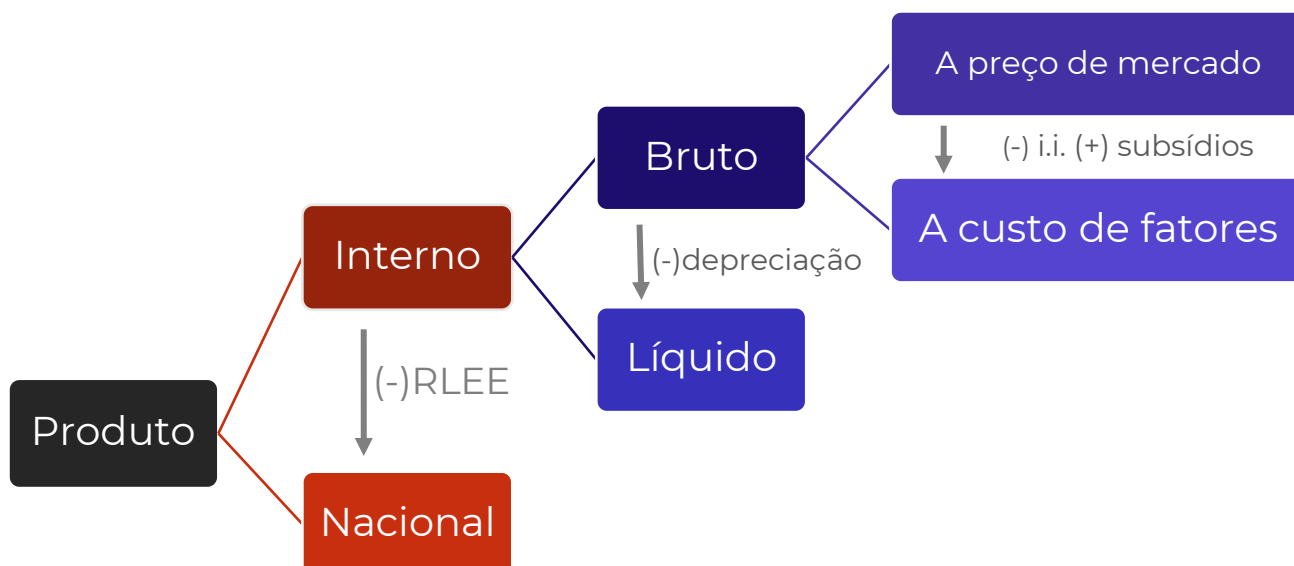 A preço de mercado
(-) i.i. (+) subsídios
A custo de fatores
Bruto
(-)depreciação
Líquido
Interno
(-)RLEE
Nacional
Produto